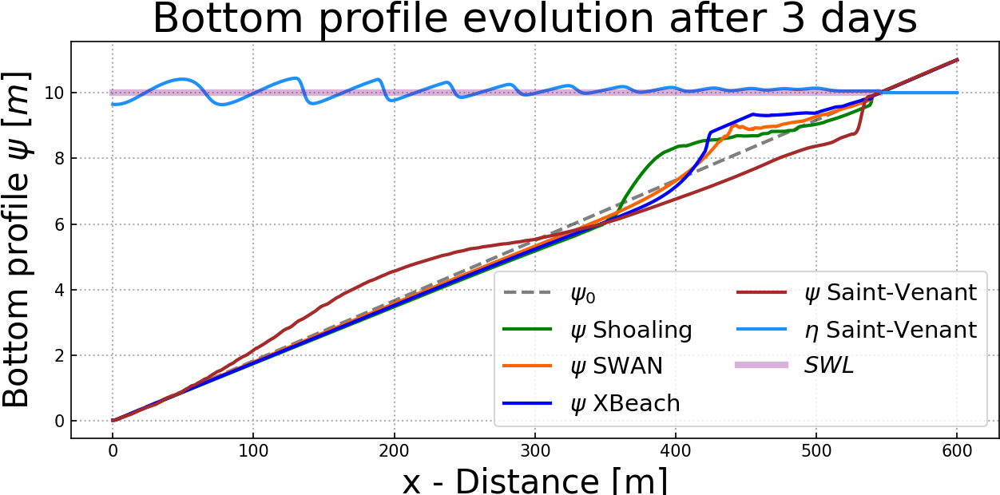 Bottom profile evolution after 3 days
Bottom profile ψ [m]
10
8
6
4
2
0
0 100 200 300 400 500 600
x - Distance [m]
ψ₀
ψ Shoaling
ψ SWAN
ψ XBeach
ψ Saint-Venant
η Saint-Venant
SWL